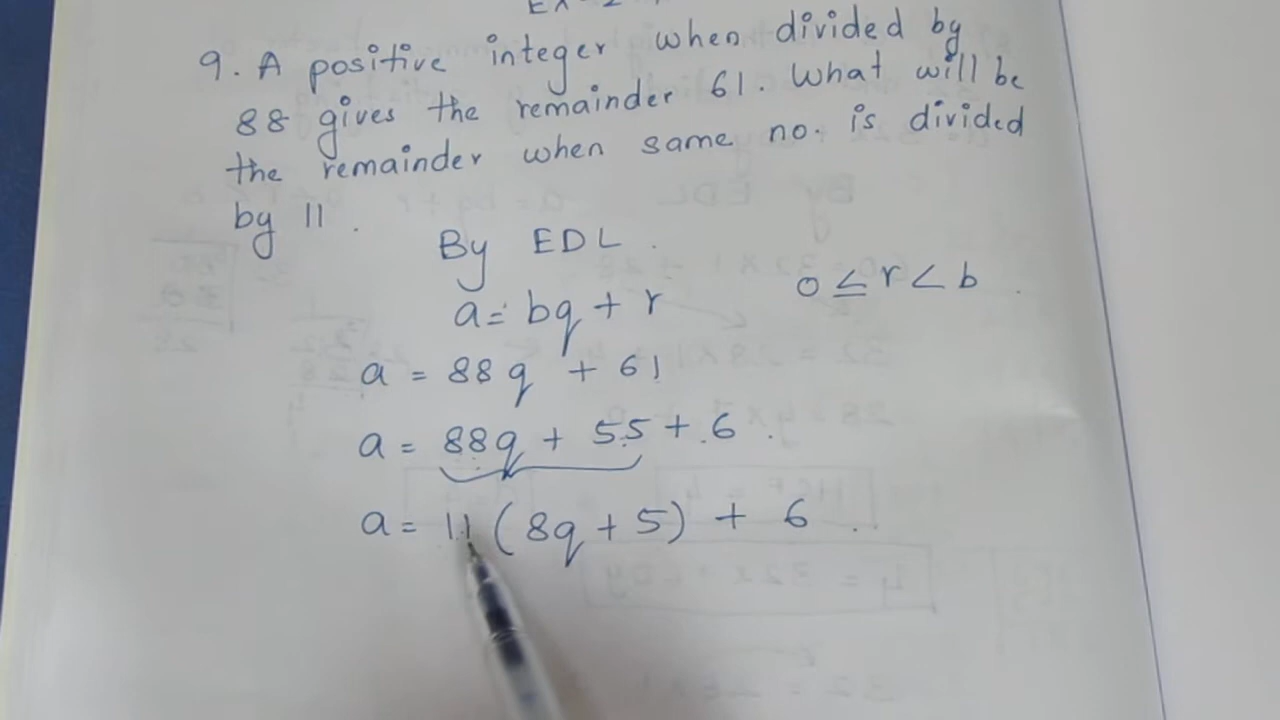 9. A positive integer when divided by
88 gives the remainder 61. What will be
the remainder when same no. is divided
by 11.
By EDL.
a = bq + r 0 ≤ r < b.
a = 88q + 61
a = 88q + 55 + 6.
a = 11(8q + 5) + 6.